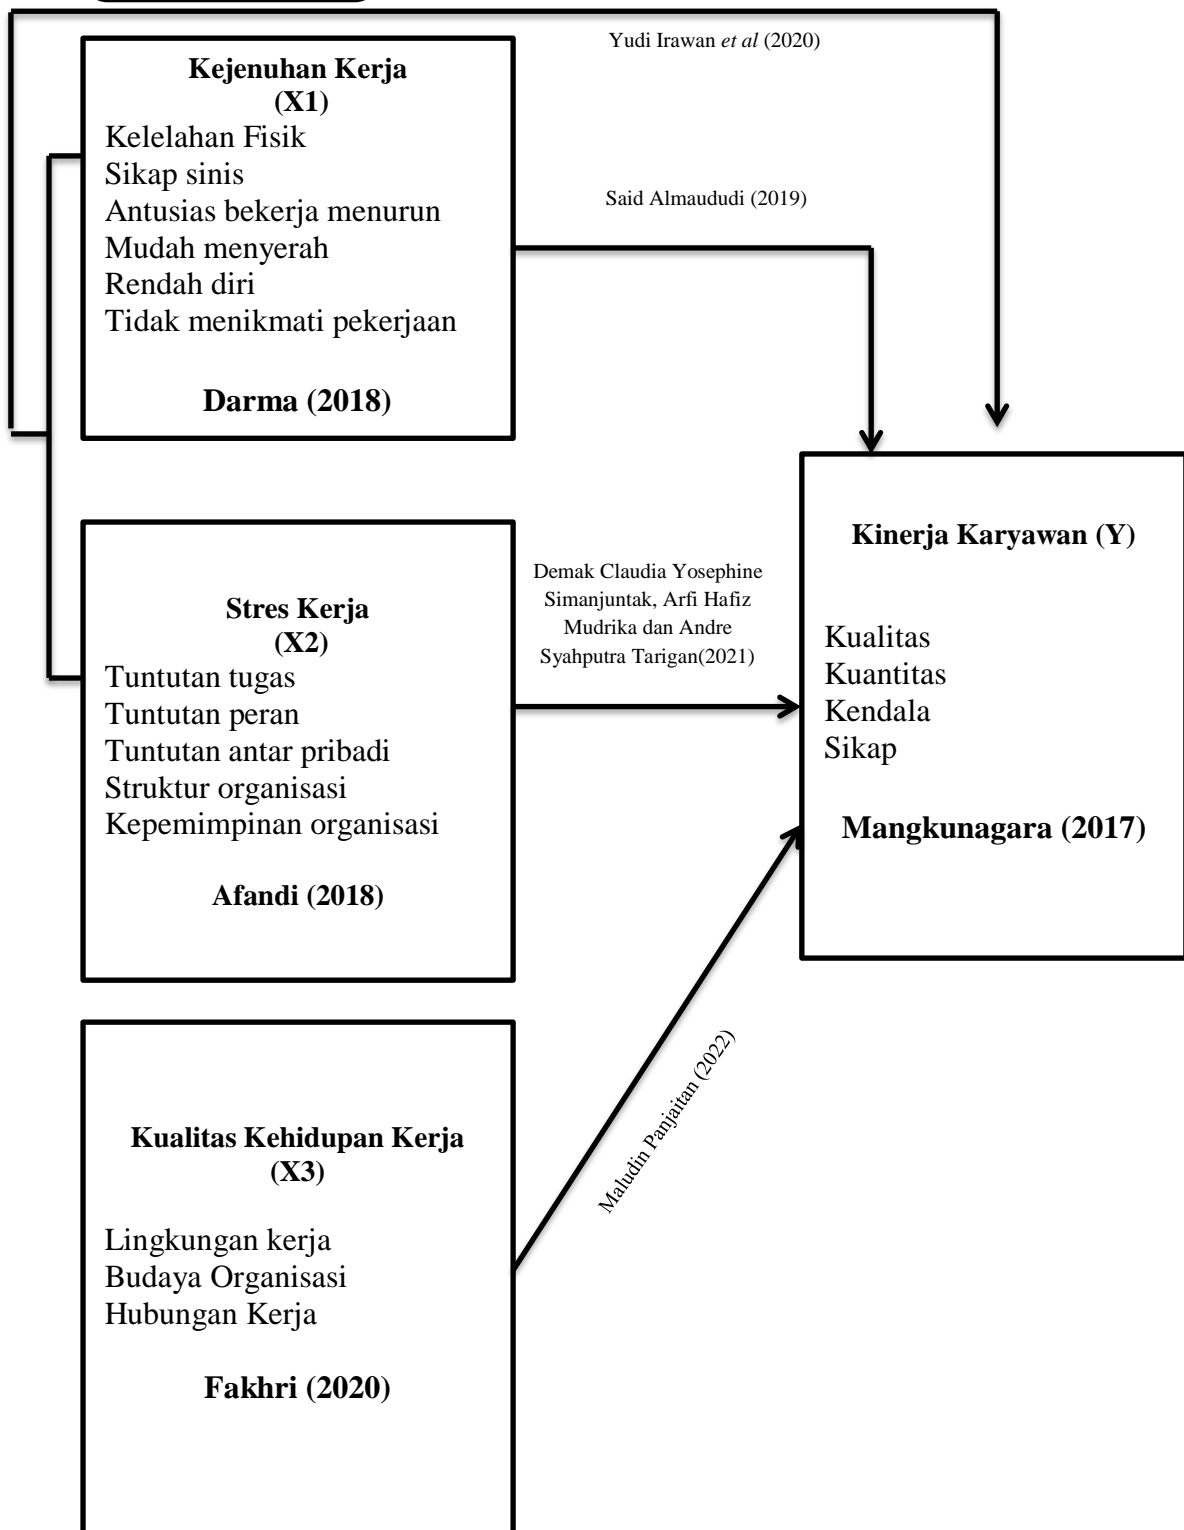 Yudi Irawan et al (2020)
Kejenuhan Kerja
(X1)
Kelelahan Fisik
Sikap sinis
Antusias bekerja menurun
Mudah menyerah
Rendah diri
Tidak menikmati pekerjaan
Darma (2018)
Said Almaududi (2019)
Stres Kerja
(X2)
Tuntutan tugas
Tuntutan peran
Tuntutan antar pribadi
Struktur organisasi
Kepemimpinan organisasi
Afandi (2018)
Demak Claudia Yosephine
Simanjuntak, Arfi Hafiz
Mudrika dan Andre
Syahputra Tarigan(2021)
Kinerja Karyawan (Y)
Kualitas
Kuantitas
Kendala
Sikap
Mangkunagara (2017)
Kualitas Kehidupan Kerja
(X3)
Lingkungan kerja
Budaya Organisasi
Hubungan Kerja
Fakhri (2020)
Maludin Panjaitan (2022)